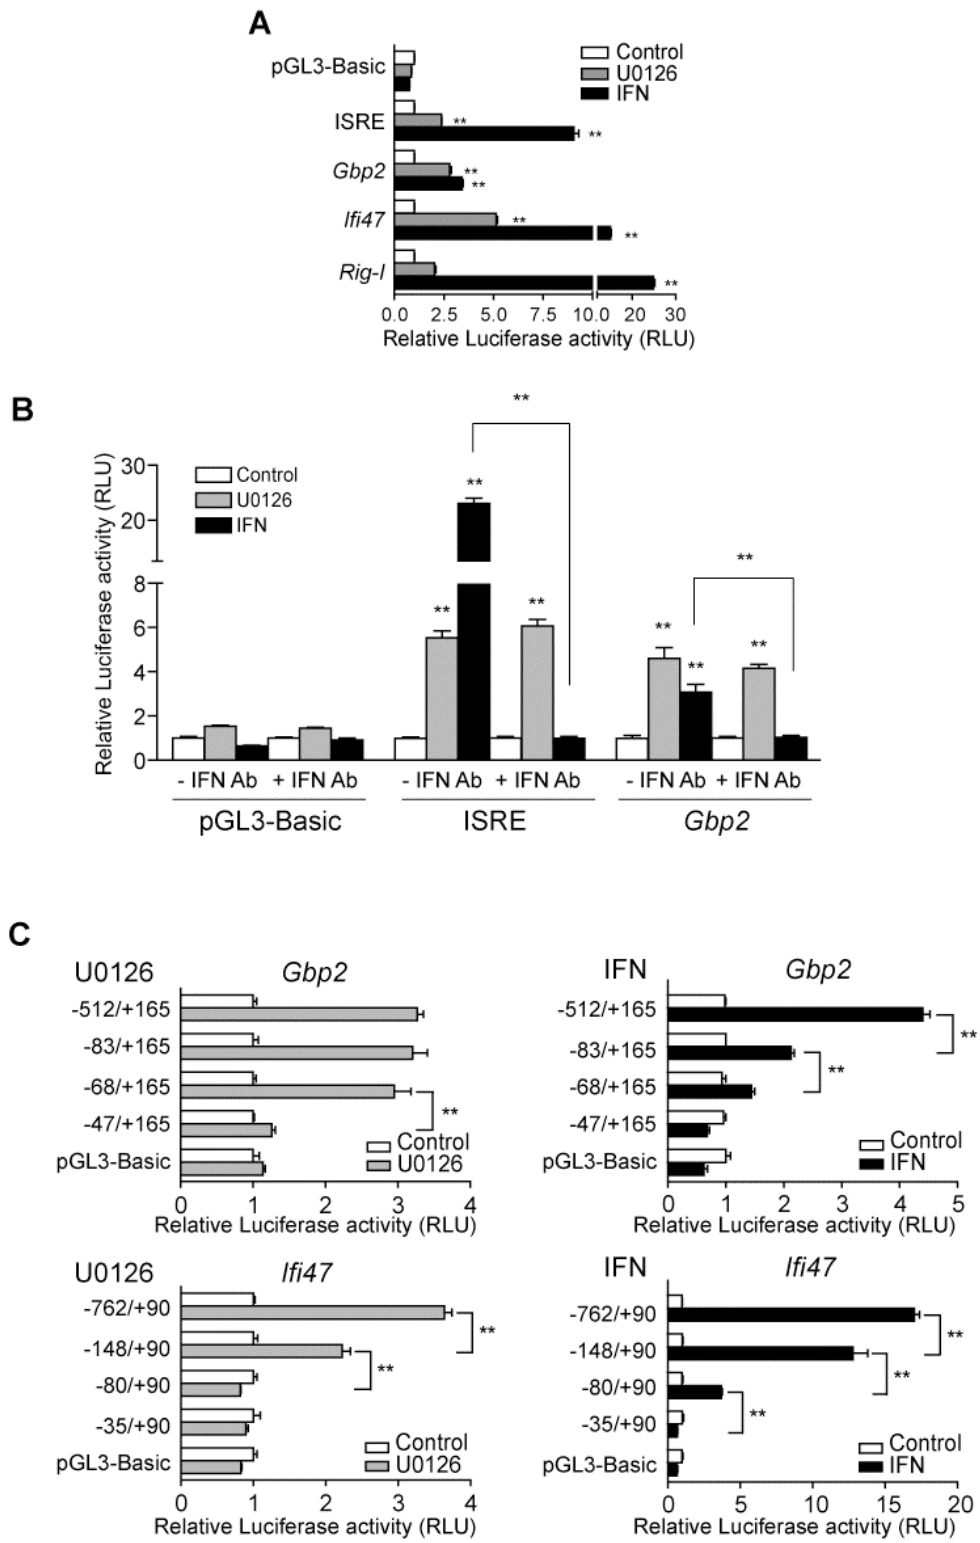 A
Control
U0126
IFN
pGL3-Basic
**
**
ISRE
**
**
Gbp2
**
**
Ifi47
**
Rig-I
0.0 2.5 5.0 7.5 10.0 20 30
Relative Luciferase activity (RLU)
B
Relative Luciferase activity (RLU)
30
20
8
6
4
2
0
Control
U0126
IFN
**
**
**
**
**
**
**
**
- IFN Ab + IFN Ab - IFN Ab + IFN Ab - IFN Ab + IFN Ab
pGL3-Basic ISRE Gbp2
C
U0126 Gbp2
-512/+165
-83/+165
-68/+165
-47/+165
pGL3-Basic
**
Control
U0126
0 1 2 3 4
Relative Luciferase activity (RLU)
IFN Gbp2
-512/+165
-83/+165
-68/+165
-47/+165
pGL3-Basic
**
**
Control
IFN
0 1 2 3 4 5
Relative Luciferase activity (RLU)
U0126 Ifi47
-762/+90
-148/+90
-80/+90
-35/+90
pGL3-Basic
**
**
Control
U0126
0 1 2 3 4
Relative Luciferase activity (RLU)
IFN Ifi47
-762/+90
-148/+90
-80/+90
-35/+90
pGL3-Basic
**
**
**
Control
IFN
0 5 10 15 20
Relative Luciferase activity (RLU)